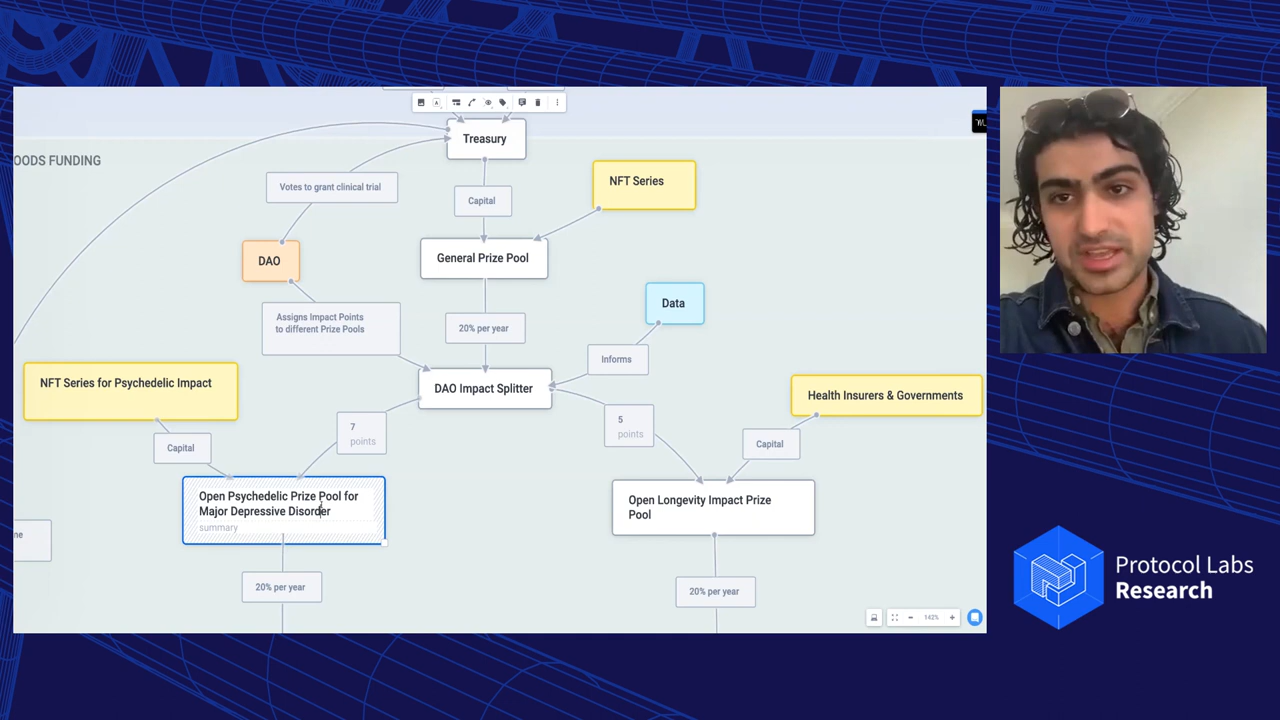 Treasury
OODS FUNDING
Votes to grant clinical trial
NFT Series
Capital
DAO
General Prize Pool
Data
Assigns Impact Points
to different Prize Pools
20% per year
Informs
NFT Series for Psychedelic Impact
DAO Impact Splitter
Health Insurers & Governments
7
points
5
points
Capital
Capital
Open Psychedelic Prize Pool for
Major Depressive Disorder
summary
Open Longevity Impact Prize
Pool
me
20% per year
20% per year
142%
Protocol Labs
Research